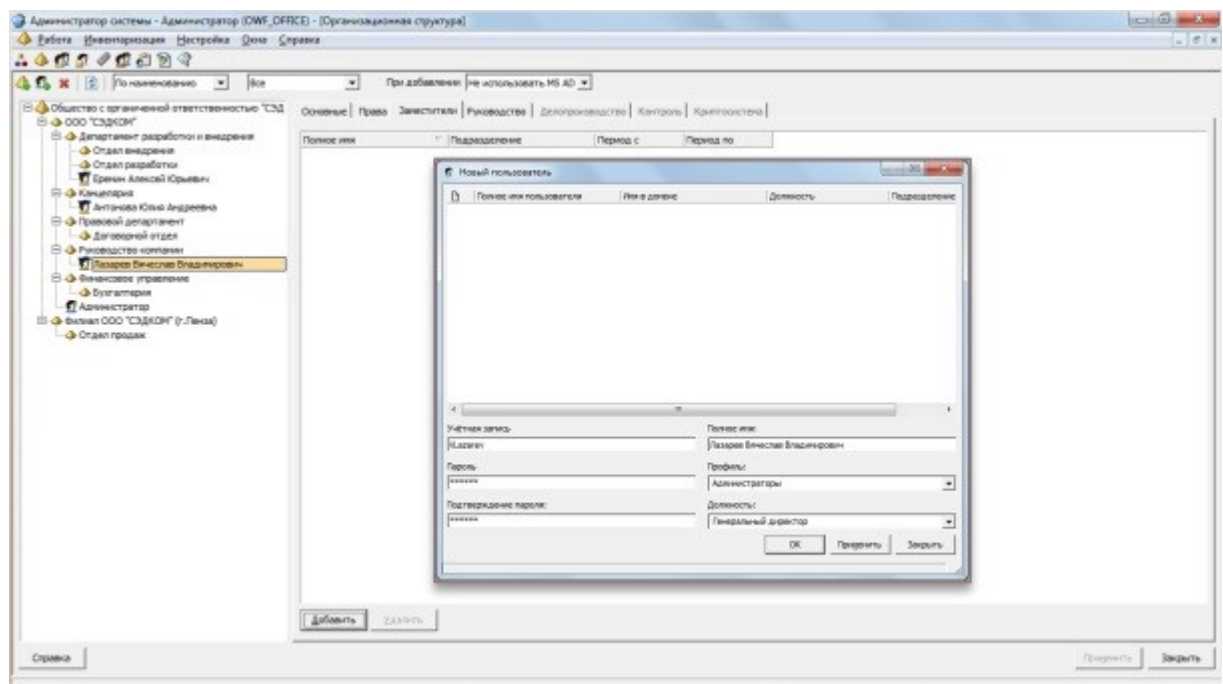 Администратор системы - Администратор (OWF_OFFICE) - [Организационная структура]
Работа Инвентаризация Настройка Окна Справка
По наименованию Все При добавлении: Не использовать MS AD
Общество с ограниченной ответственностью "СЭД
ООО "СЭДКОМ"
Департамент разработки и внедрения
Отдел внедрения
Отдел разработки
Еремин Алексей Юрьевич
Канцелярия
Антонова Юлия Андреевна
Правовой департамент
Договорной отдел
Руководство компании
Лазарев Вячеслав Владимирович
Финансовое управление
Бухгалтерия
Администратор
Филиал ООО "СЭДКОМ" (г.Пенза)
Отдел продаж
Основные Права Заместители Руководство Делопроизводство Контроль Криптосистема
Полное имя Подразделение Период с Период по
Новый пользователь
Полное имя пользователя Имя в домене Должность Подразделение
Учётная запись Полное имя:
VLazarev Лазарев Вячеслав Владимирович
Пароль Профиль:
******* Администраторы
Подтверждение пароля: Должность:
******* Генеральный директор
OK Применить Закрыть
Добавить Удалить
Справка Применить Закрыть